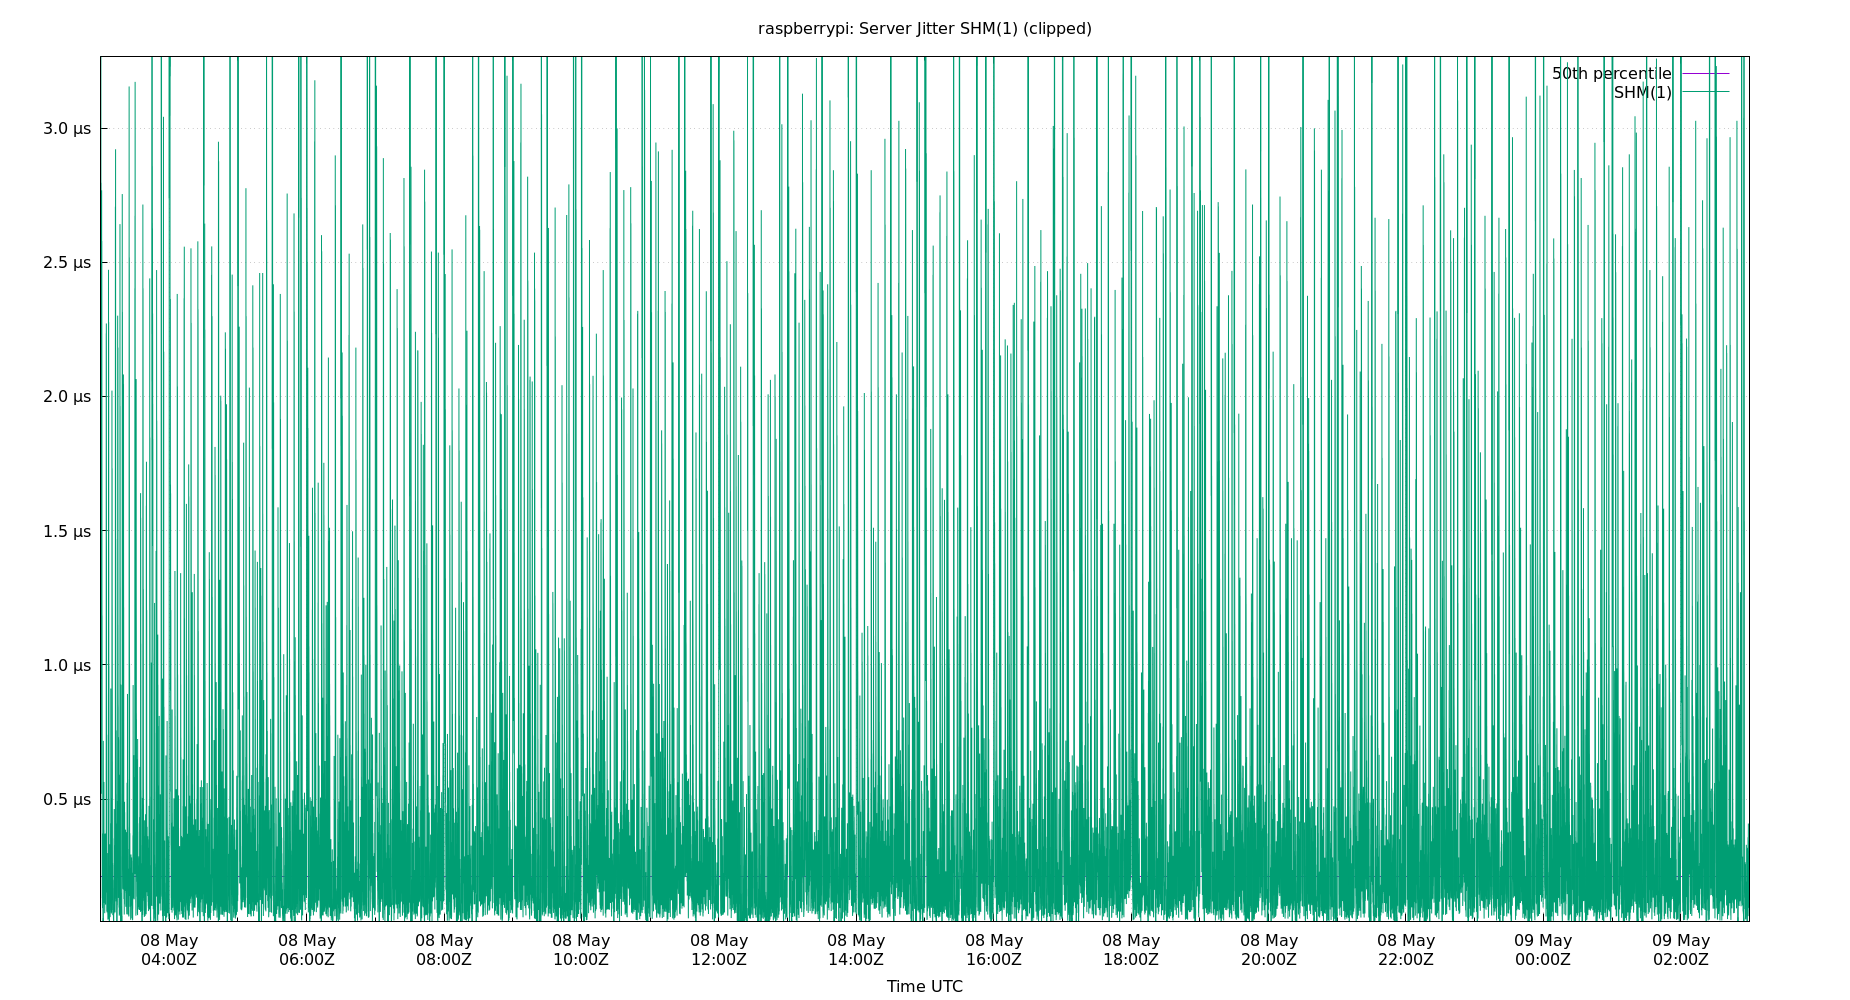 raspberrypi: Server Jitter SHM(1) (clipped)
50th percentile
SHM(1)
3.0 µs
2.5 µs
2.0 µs
1.5 µs
1.0 µs
0.5 µs
08 May 08 May 08 May 08 May 08 May 08 May 08 May 08 May 08 May 08 May 09 May 09 May
04:00Z 06:00Z 08:00Z 10:00Z 12:00Z 14:00Z 16:00Z 18:00Z 20:00Z 22:00Z 00:00Z 02:00Z
Time UTC